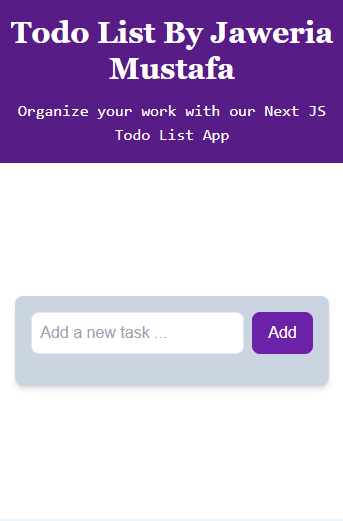 Todo List By Jaweria
Mustafa
Organize your work with our Next JS
Todo List App
Add a new task ...
Add